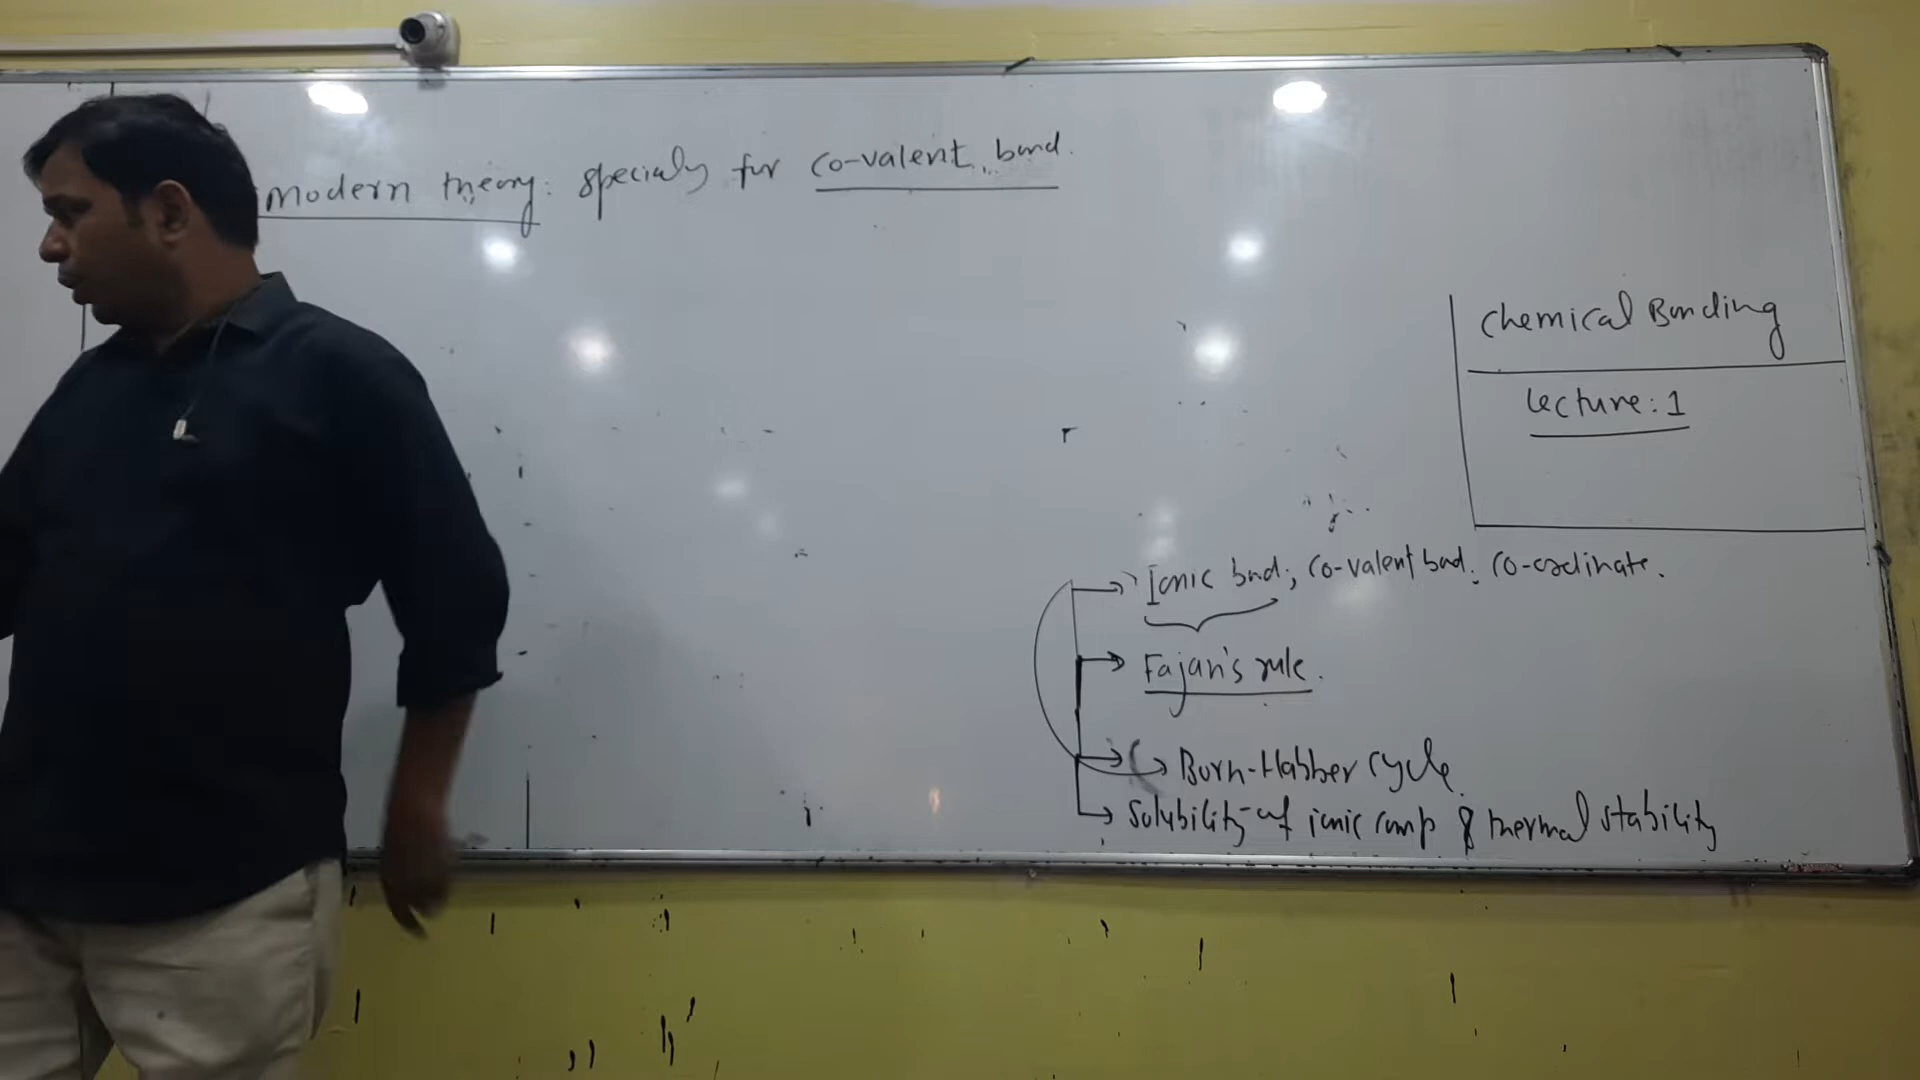 Modern theory: specialy for co-valent bond.
Chemical Bonding
Lecture: 1
Ionic bnd; co-valent bnd; co-ordinate.
Fajan's rule.
Born-Habber cycle
Solubility of ionic comp & thermal stability